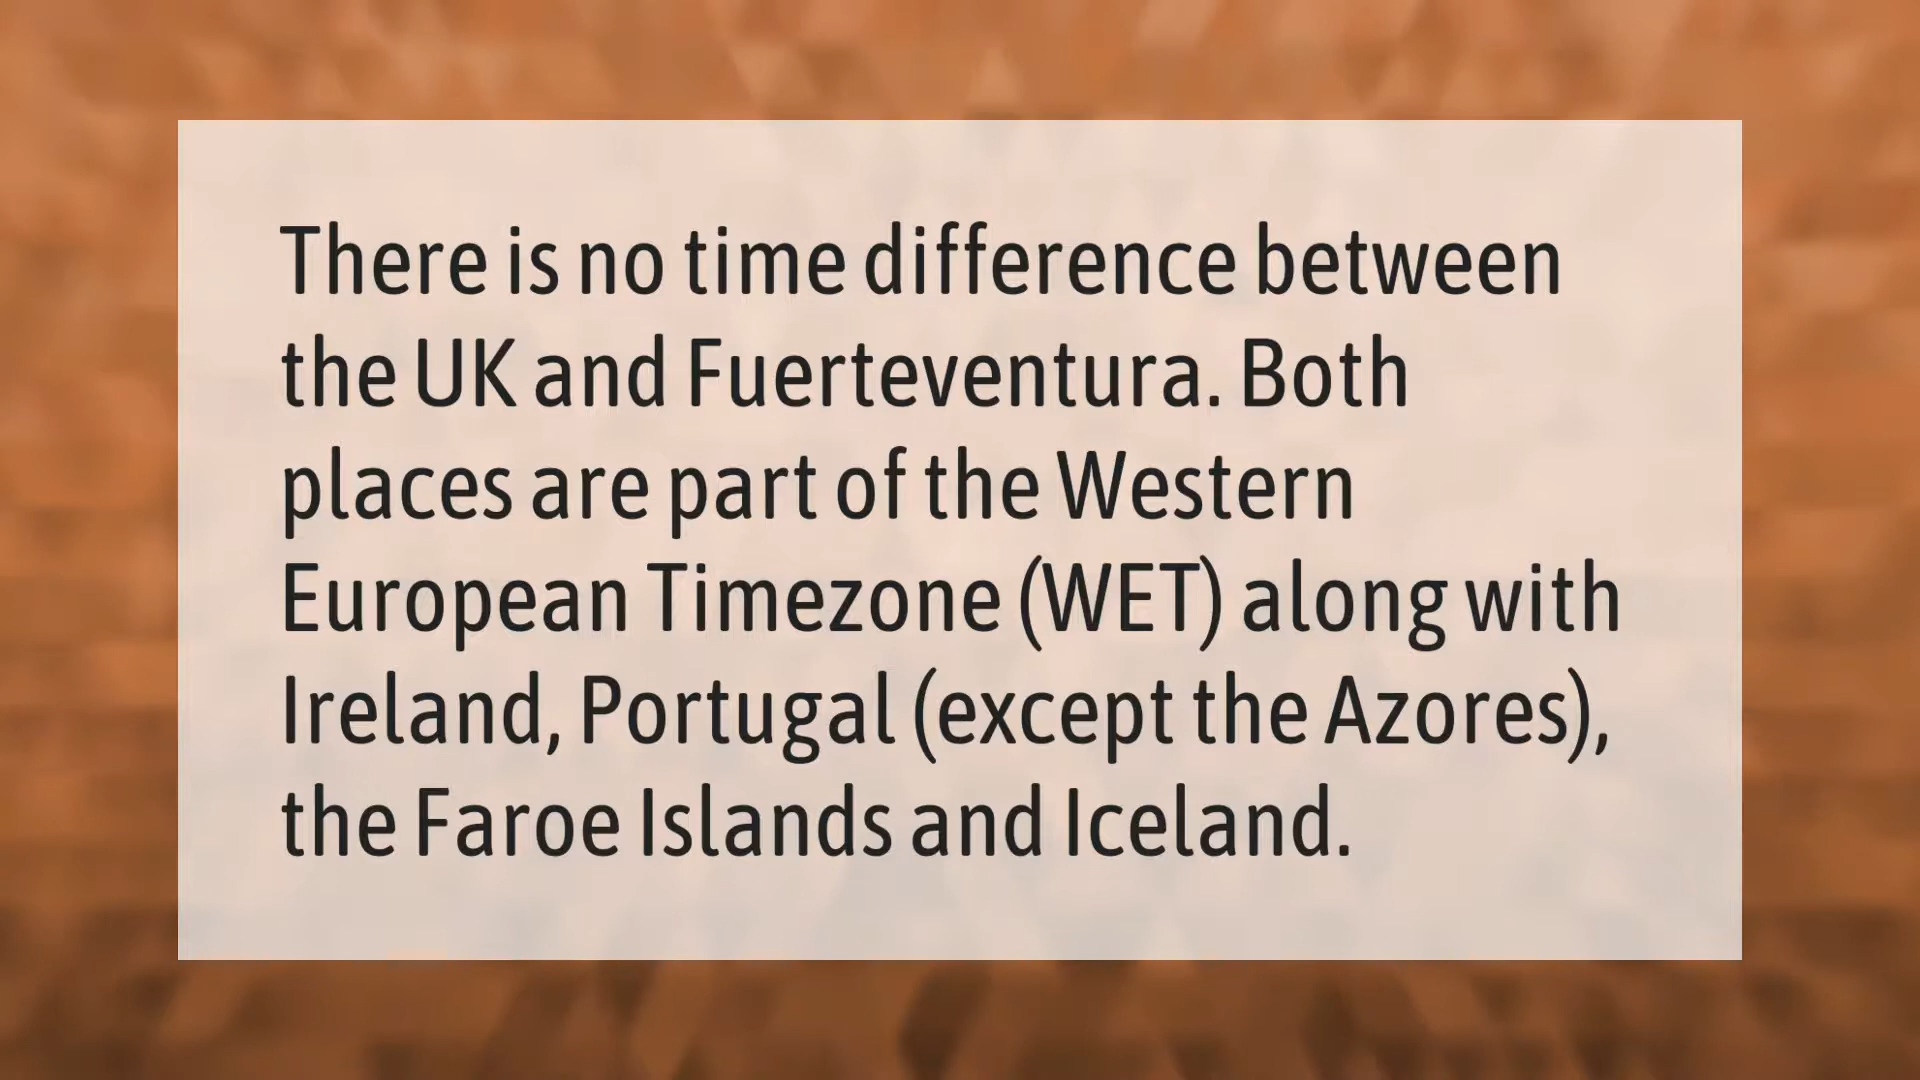 There is no time difference between
the UK and Fuerteventura. Both
places are part of the Western
European Timezone (WET) along with
Ireland, Portugal (except the Azores),
the Faroe Islands and Iceland.